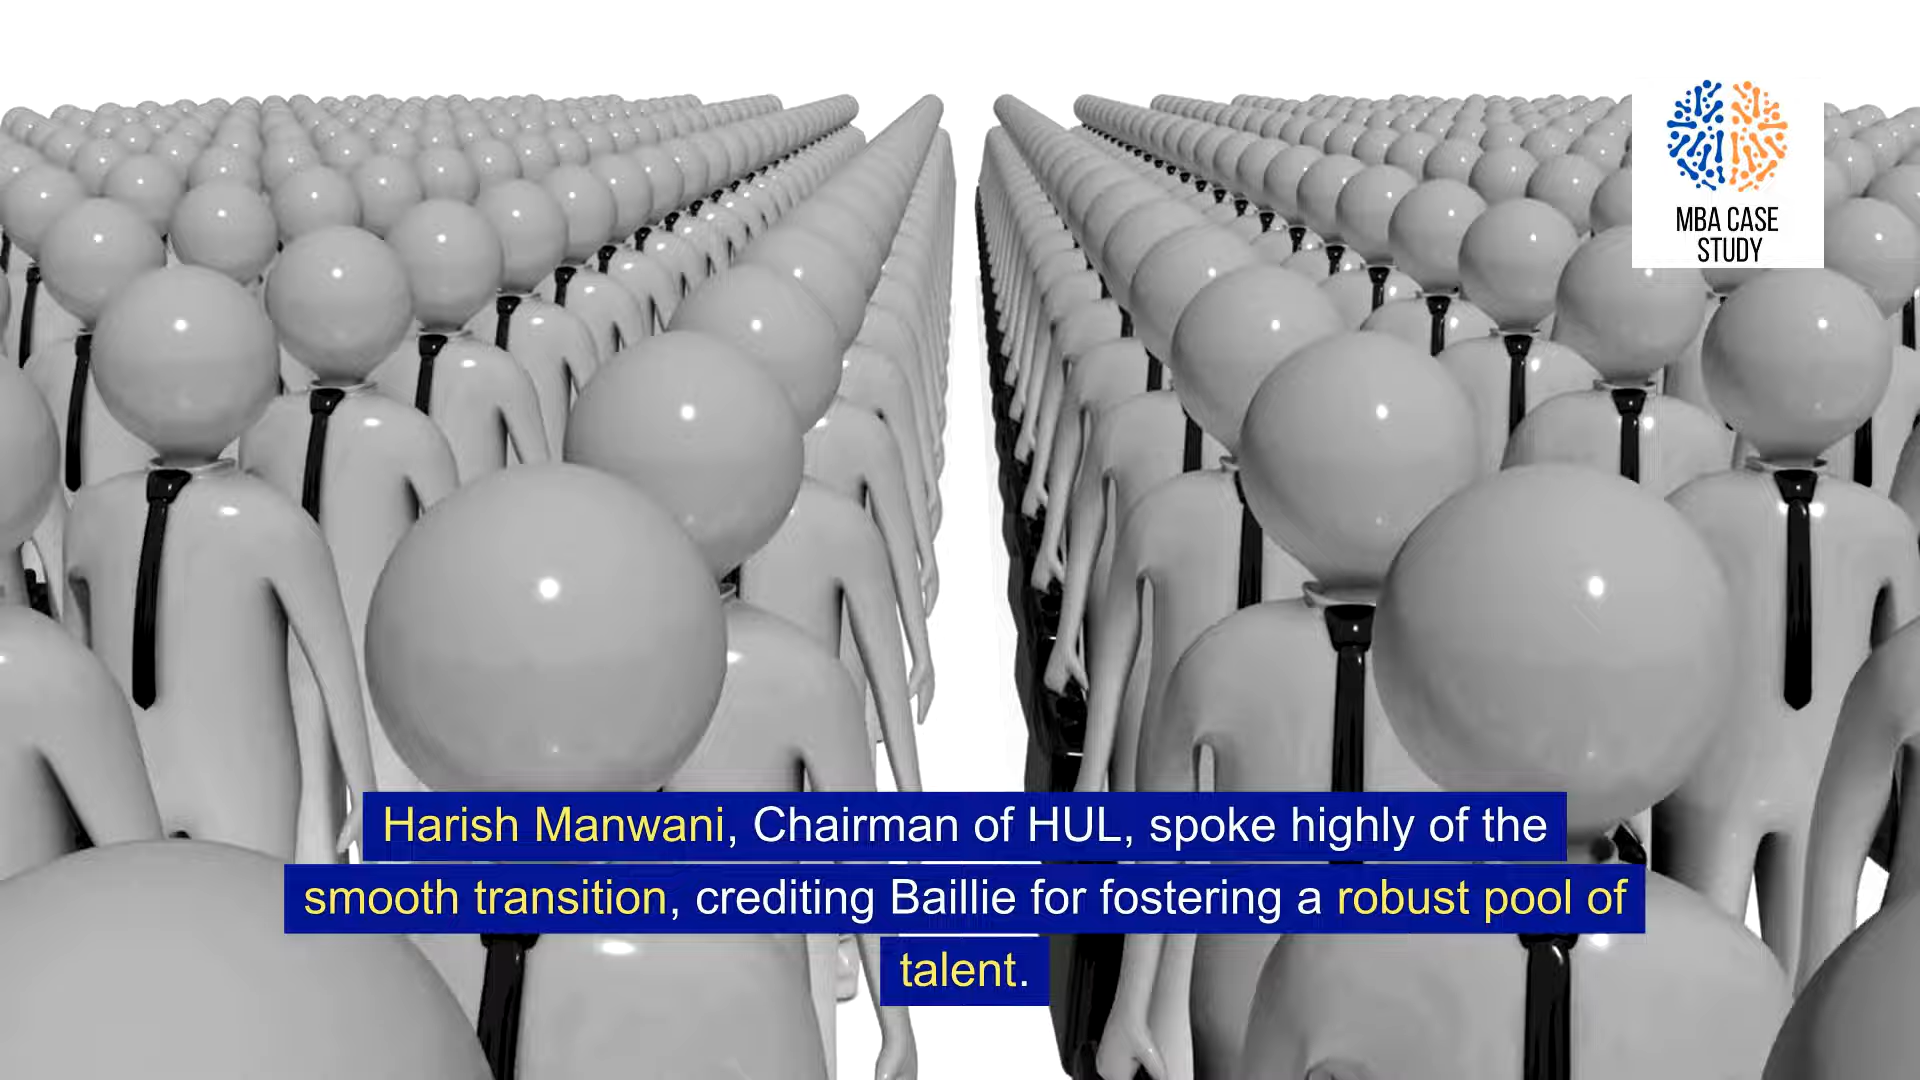 MBA CASE
STUDY
Harish Manwani, Chairman of HUL, spoke highly of the
smooth transition, crediting Baillie for fostering a robust pool of
talent.